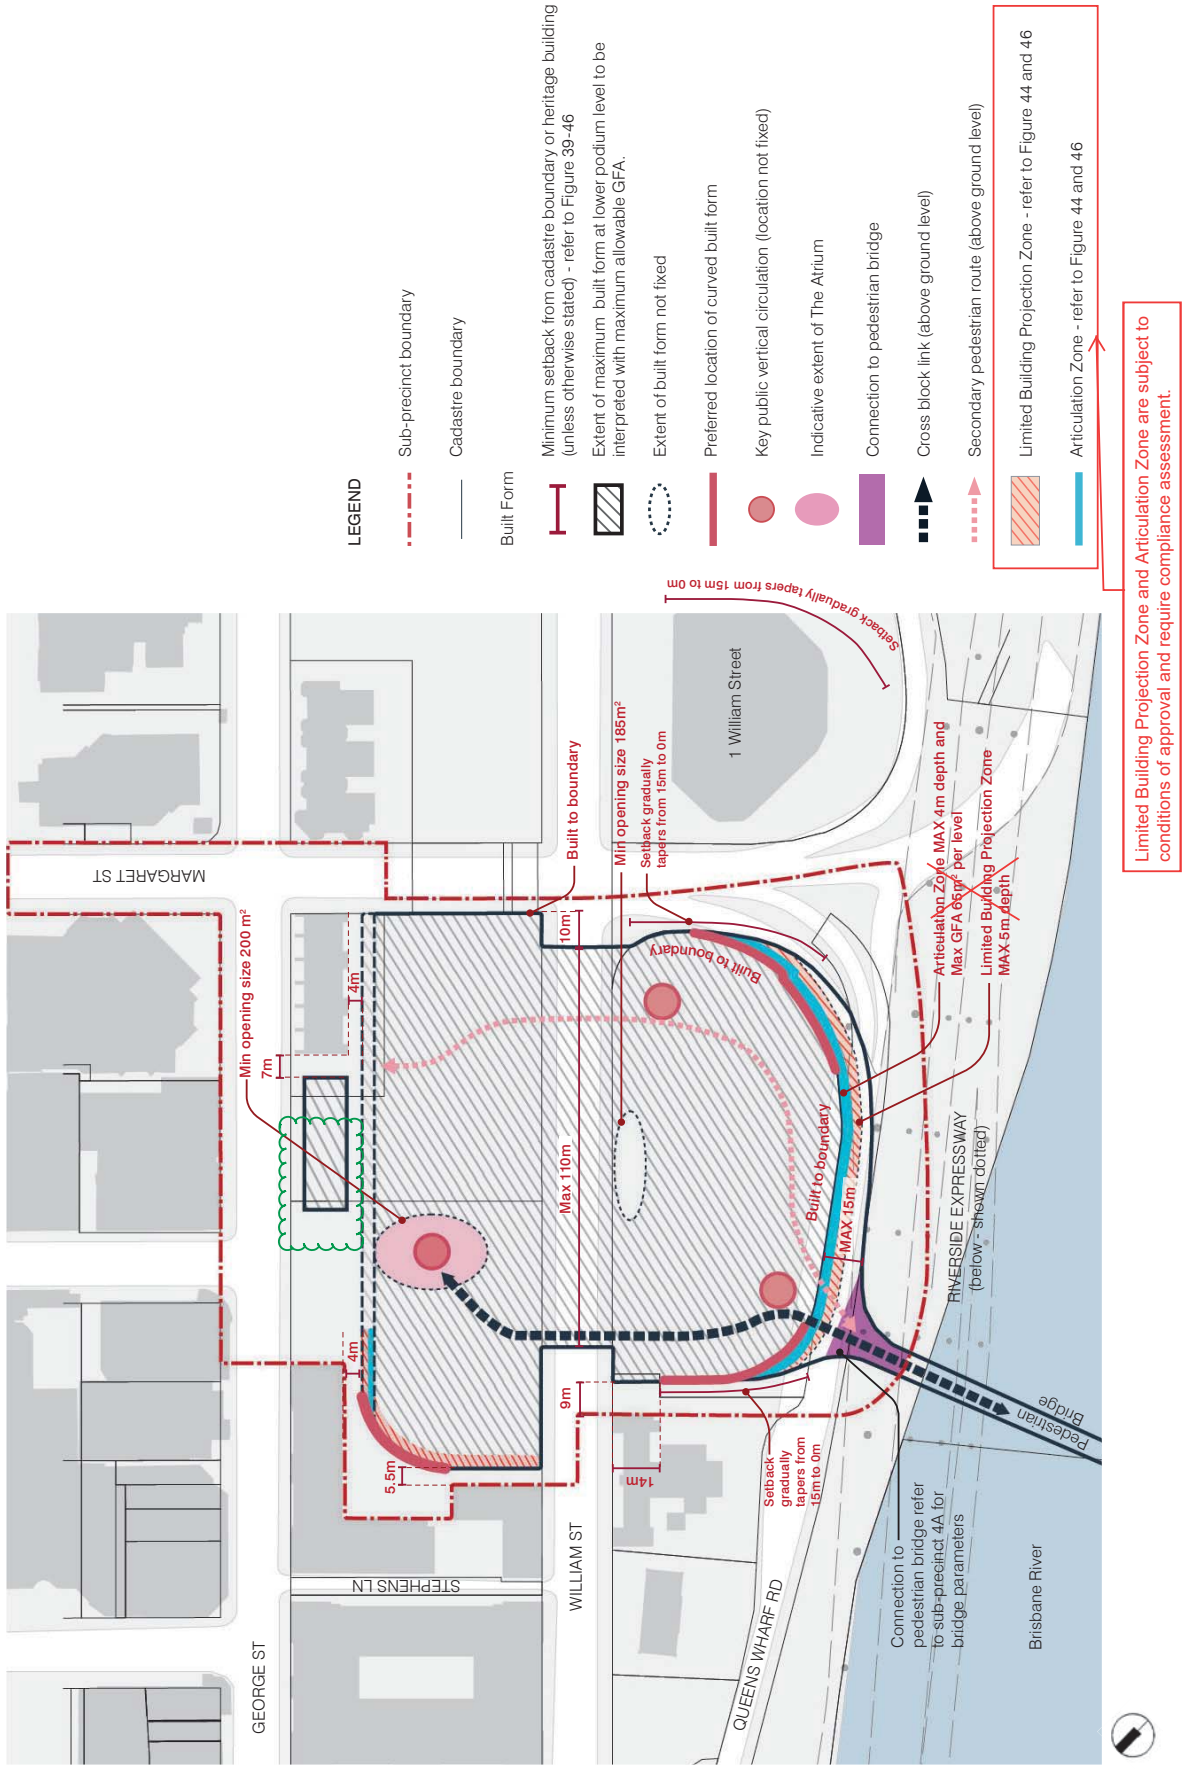 LEGEND
Sub-precinct boundary
Cadastre boundary
Built Form
Minimum setback from cadastre boundary or heritage building
(unless otherwise stated) - refer to Figure 39-46
Extent of maximum built form at lower podium level to be
interpreted with maximum allowable GFA.
Extent of built form not fixed
Preferred location of curved built form
Key public vertical circulation (location not fixed)
Indicative extent of The Atrium
Connection to pedestrian bridge
Cross block link (above ground level)
Secondary pedestrian route (above ground level)
Limited Building Projection Zone - refer to Figure 44 and 46
Articulation Zone - refer to Figure 44 and 46
Limited Building Projection Zone and Articulation Zone are subject to
conditions of approval and require compliance assessment.
MARGARET ST
GEORGE ST
STEPHENS LN
WILLIAM ST
QUEENS WHARF RD
1 William Street
Setback gradually tapers from 15m to 0m
Min opening size 200 m²
7m
4m
4m
5.5m
10m
Built to boundary
Min opening size 185m²
Setback gradually
tapers from 15m to 0m
Built to boundary
Max 110m
9m
14m
Built to boundary
MAX 15m
Articulation Zone MAX 4m depth and
Max GFA 65m² per level
Limited Building Projection Zone
MAX 5m depth
RIVERSIDE EXPRESSWAY
(below - shown dotted)
Setback
gradually
tapers from
15m to 0m
Pedestrian
Bridge
Connection to
pedestrian bridge refer
to sub-precinct 4A for
bridge parameters
Brisbane River